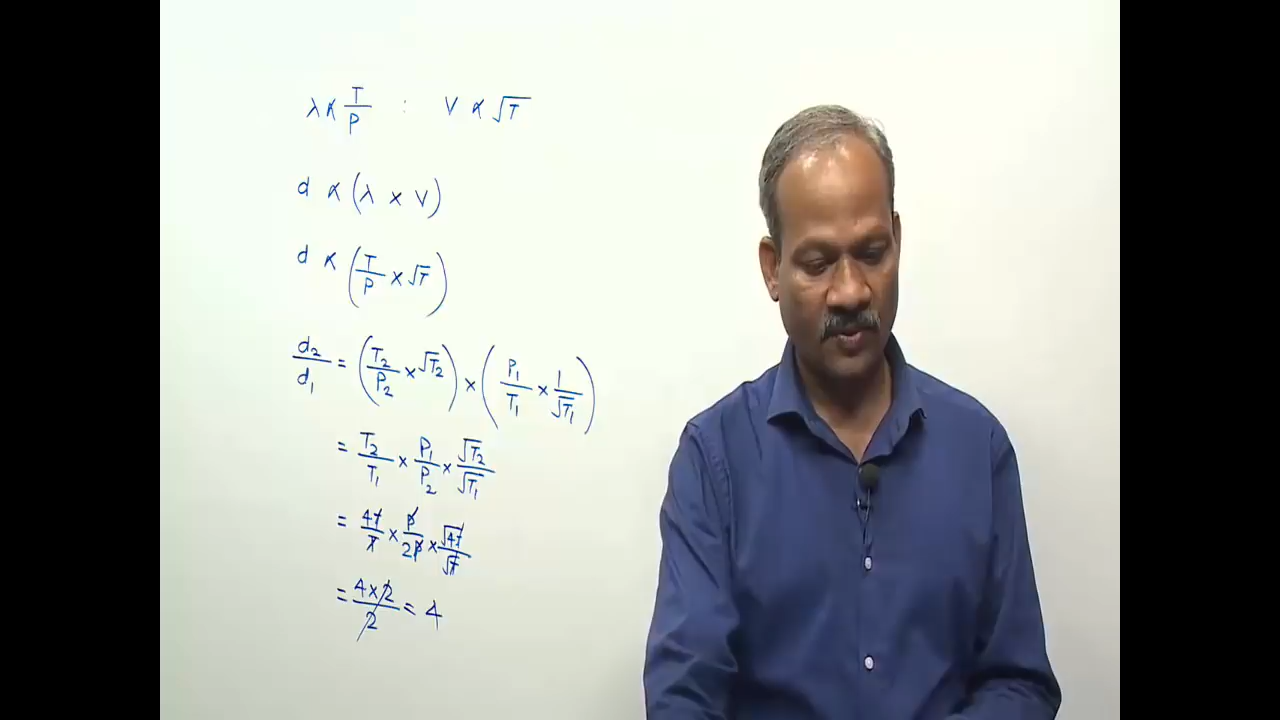 λ ∝ T/P : V ∝ √T
d ∝ (λ × V)
d ∝ (T/P × √T)
d₂/d₁ = (T₂/P₂ × √T₂) × (P₁/T₁ × 1/√T₁)
= T₂/T₁ × P₁/P₂ × √T₂/√T₁
= 4T/T × P/2P × √4T/√T
= 4×2/2 = 4